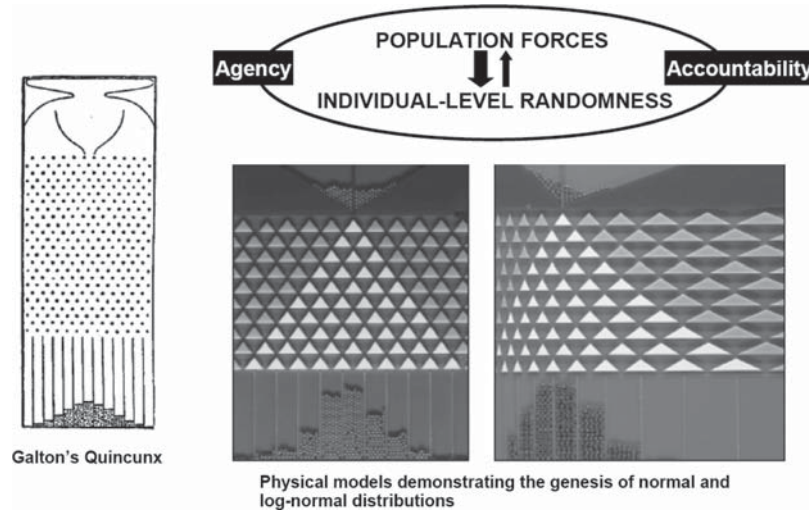 POPULATION FORCES
Agency
Accountability
INDIVIDUAL-LEVEL RANDOMNESS
Galton's Quincunx
Physical models demonstrating the genesis of normal and
log-normal distributions